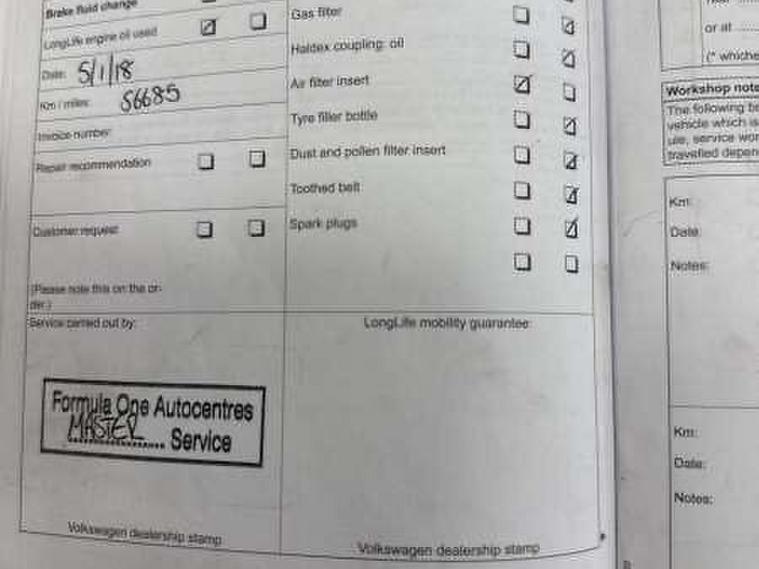 Brake fluid change
LongLife engine oil used
Date: 5/1/18
Km / miles: 56685
Invoice number:
Repair recommendation
Customer request
(Please note this on the or-
der.)
Service carried out by:
Formula One Autocentres
MASTER Service
Volkswagen dealership stamp
Gas filter
Haldex coupling: oil
Air filter insert
Tyre filler bottle
Dust and pollen filter insert
Toothed belt
Spark plugs
LongLife mobility guarantee:
Volkswagen dealership stamp
or at
(* whiche
Workshop note
The following
vehicle which is
ule, service wor
travelled depen
Km:
Date:
Notes:
Km:
Date:
Notes: